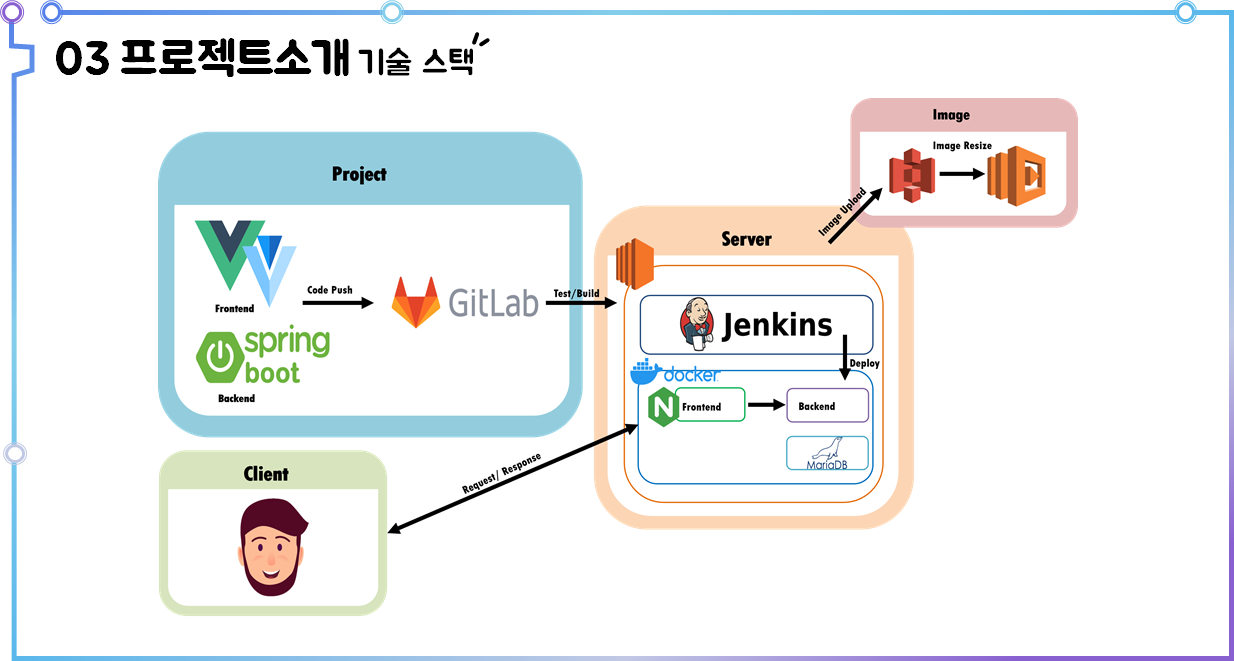 03 프로젝트소개 기술 스택
Project
Frontend
Code Push
GitLab
Test/Build
spring
boot
Backend
Client
Request/ Response
Server
Jenkins
Deploy
docker
N
Frontend
Backend
MariaDB
Image Upload
Image
Image Resize